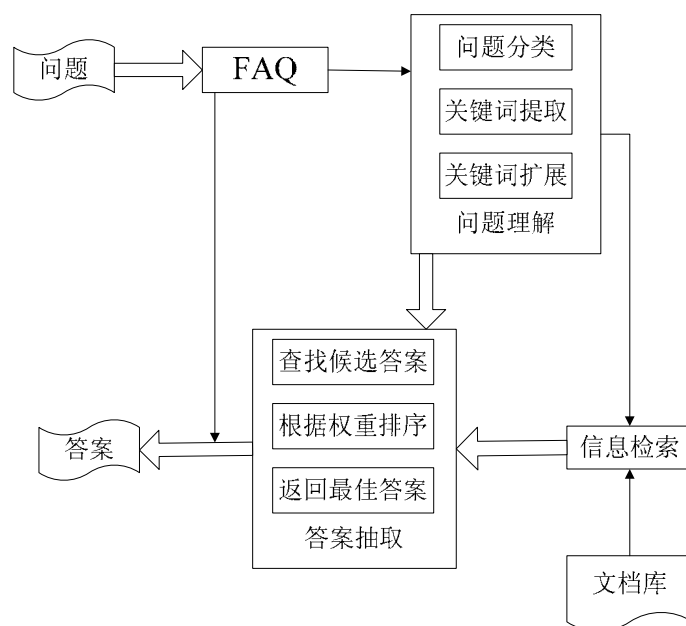 问题
FAQ
问题分类
关键词提取
关键词扩展
问题理解
查找候选答案
根据权重排序
返回最佳答案
答案抽取
答案
信息检索
文档库